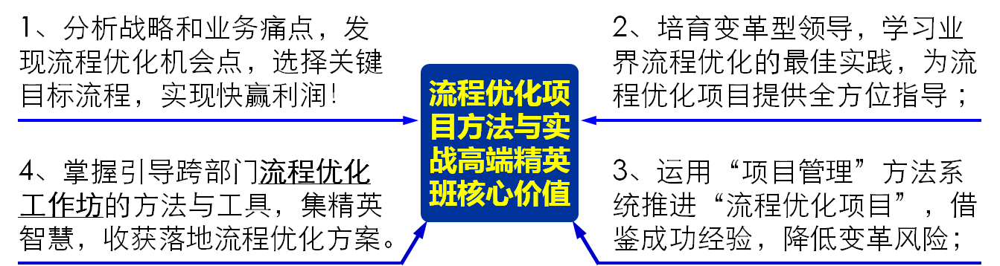 1、分析战略和业务痛点，发
现流程优化机会点，选择关键
目标流程，实现快赢利润！
2、培育变革型领导，学习业
界流程优化的最佳实践，为流
程优化项目提供全方位指导；
流程优化项
目方法与实
战高端精英
班核心价值
4、掌握引导跨部门流程优化
工作坊的方法与工具，集精英
智慧，收获落地流程优化方案。
3、运用“项目管理”方法系
统推进“流程优化项目”，借
鉴成功经验，降低变革风险；